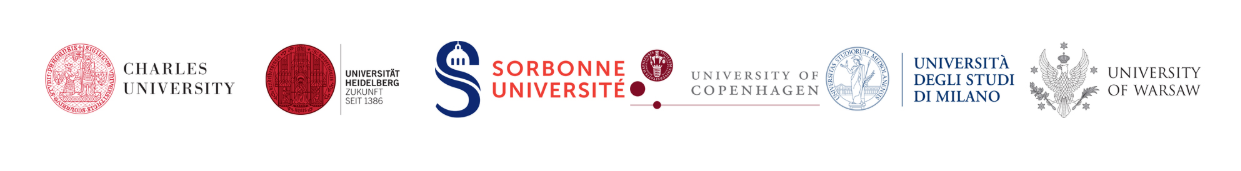 CHARLES
UNIVERSITY
UNIVERSITÄT
HEIDELBERG
ZUKUNFT
SEIT 1386
SORBONNE
UNIVERSITÉ
UNIVERSITY OF
COPENHAGEN
UNIVERSITÀ
DEGLI STUDI
DI MILANO
UNIVERSITY
OF WARSAW